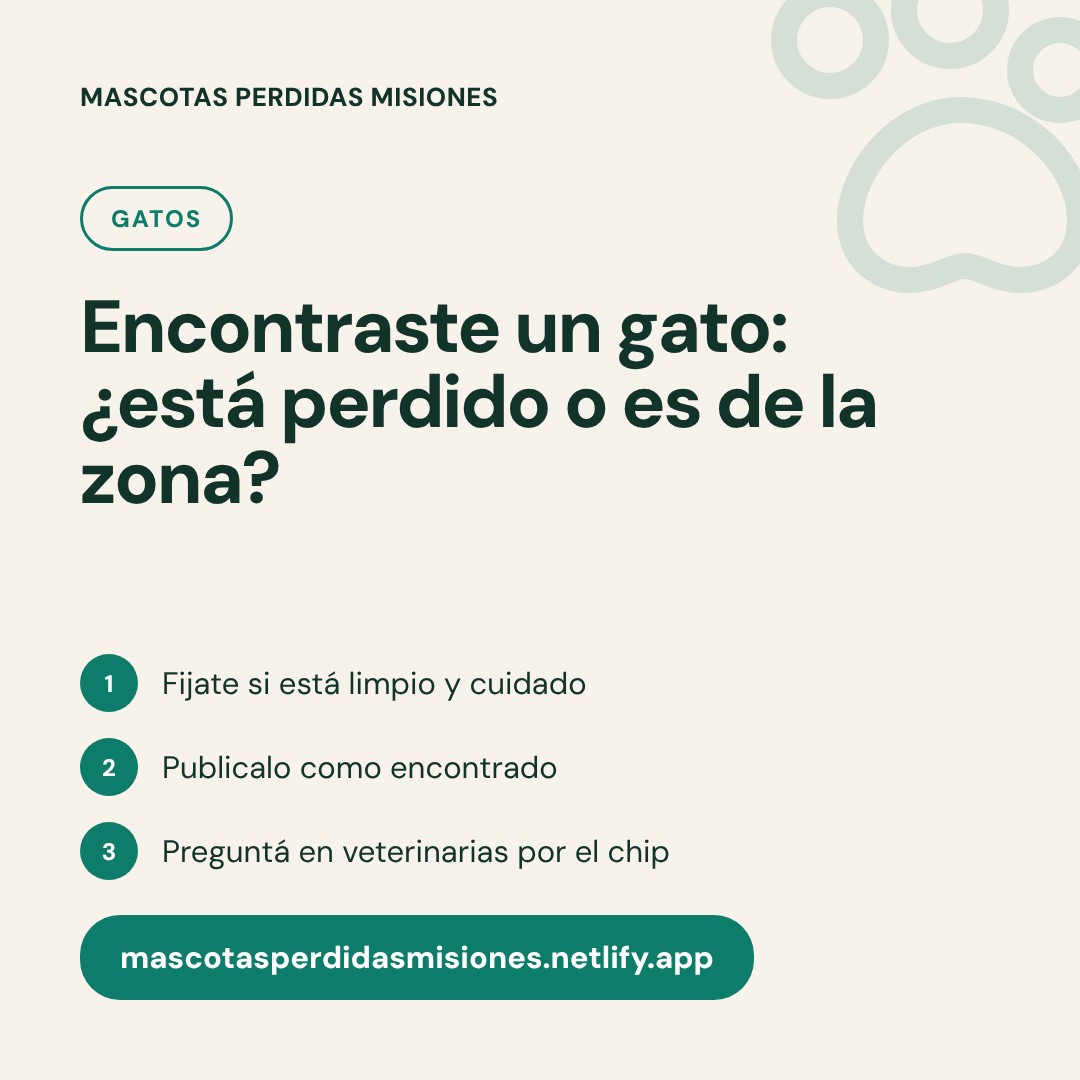 MASCOTAS PERDIDAS MISIONES
GATOS
Encontraste un gato:
¿está perdido o es de la
zona?
1 Fijate si está limpio y cuidado
2 Publicalo como encontrado
3 Preguntá en veterinarias por el chip
mascotasperdidasmisiones.netlify.app